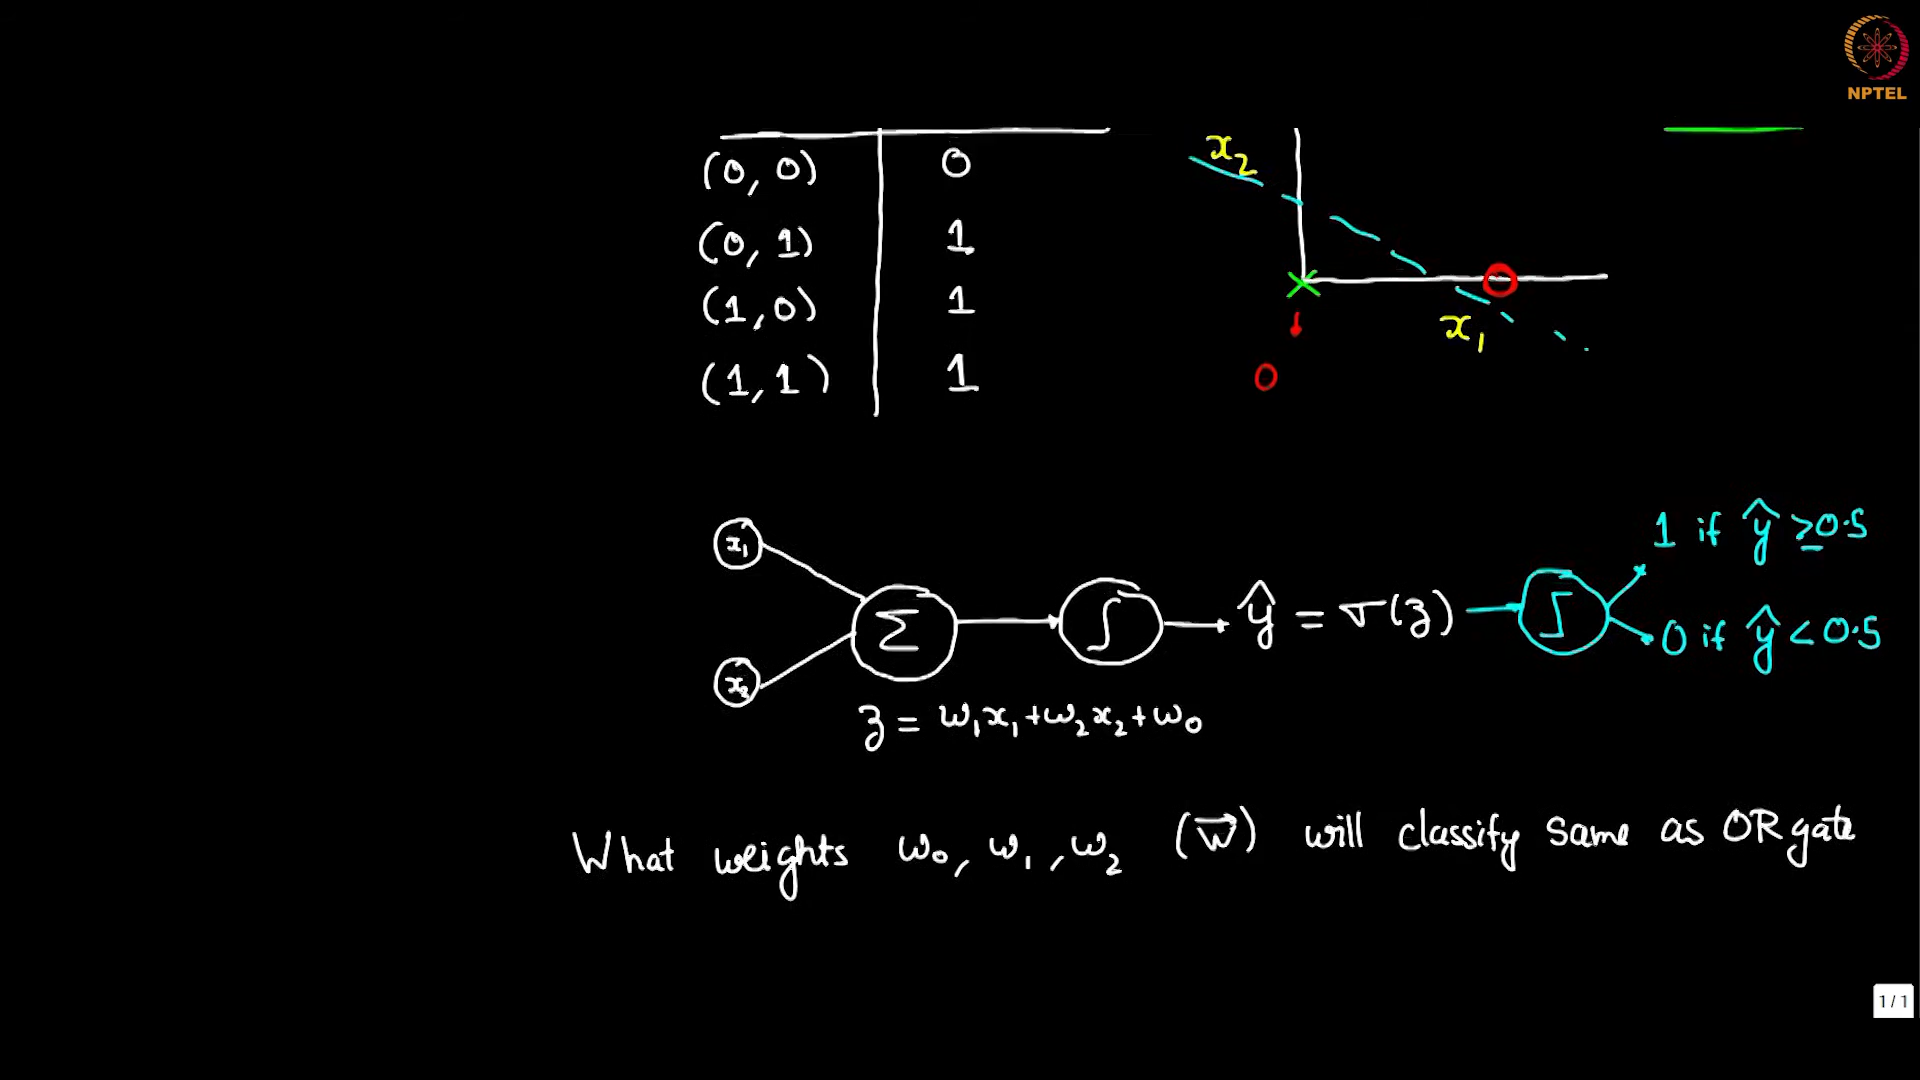 NPTEL
(0, 0) 0
(0, 1) 1
(1, 0) 1
(1, 1) 1
x₂
x₁
0
x₁
x₂
Σ
∫
ŷ = σ(z)
1 if ŷ ≥ 0.5
0 if ŷ < 0.5
z = w₁x₁ + w₂x₂ + w₀
What weights w₀, w₁, w₂ (w⃗) will classify same as OR gate
1 / 1